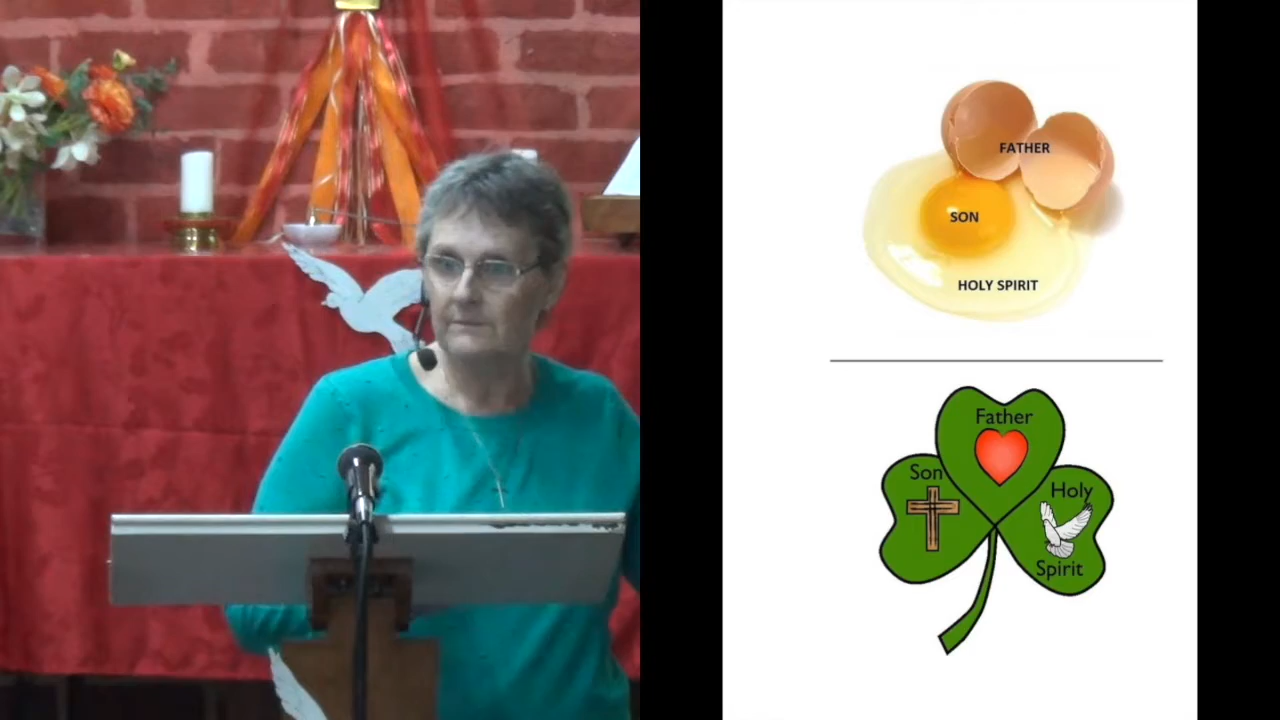 FATHER
SON
HOLY SPIRIT
Father
Son
Holy
Spirit